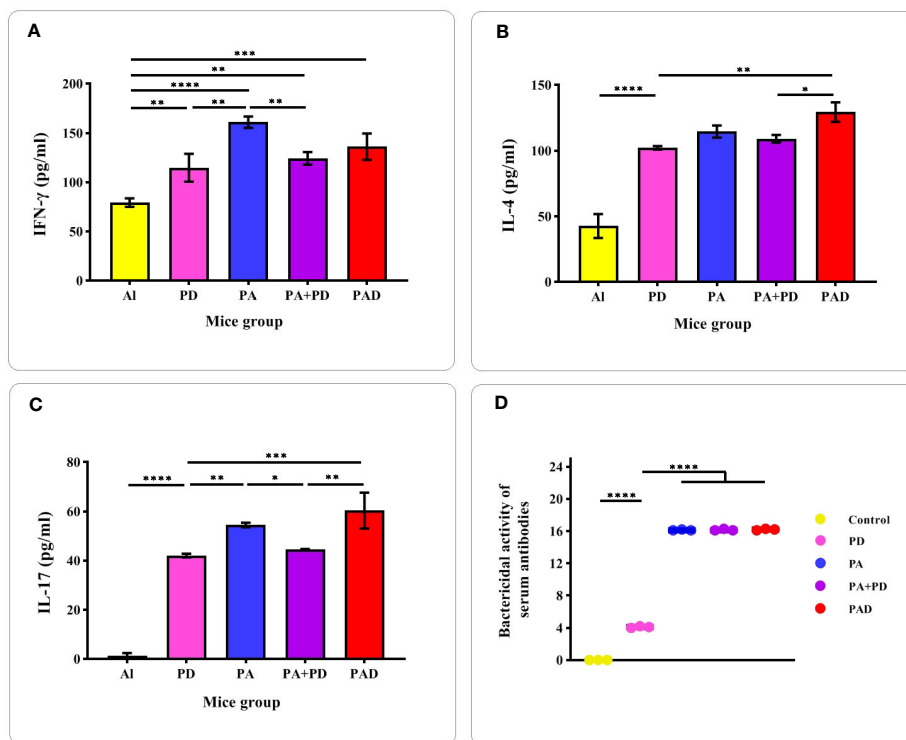 A
***
**
****
**
**
**
150
100
50
0
200
IFN-γ (pg/ml)
Al
PD
PA
PA+PD
PAD
Mice group
B
**
****
*
150
100
50
0
IL-4 (pg/ml)
Al
PD
PA
PA+PD
PAD
Mice group
C
***
****
**
*
**
80
60
40
20
0
IL-17 (pg/ml)
Al
PD
PA
PA+PD
PAD
Mice group
D
****
****
24
20
16
12
8
4
0
Bactericidal activity of
serum antibodies
Control
PD
PA
PA+PD
PAD